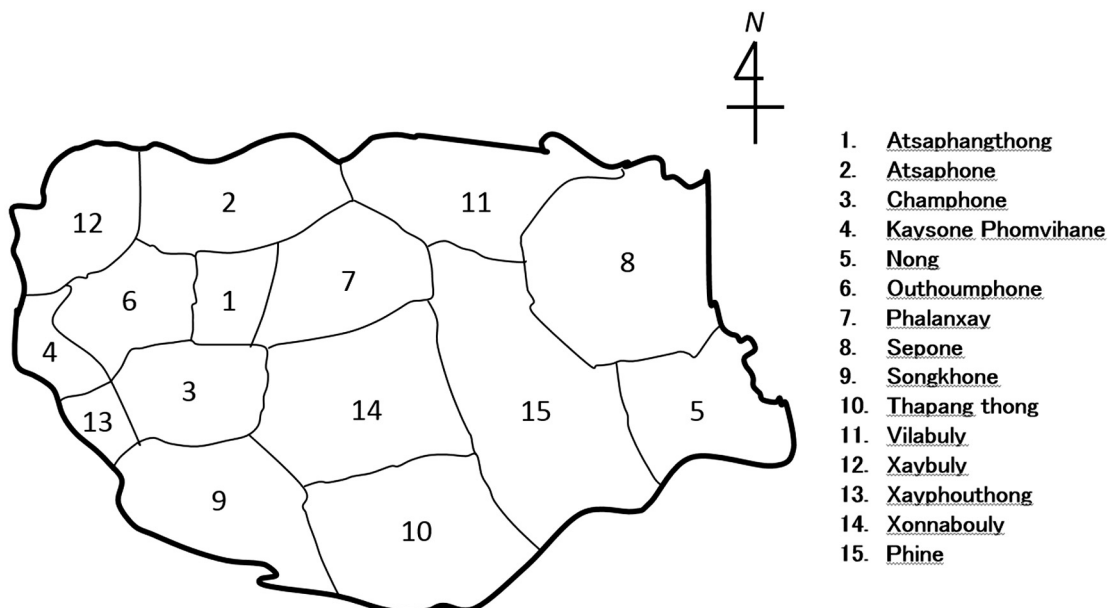 N
2
11
12
8
7
6
1
4
3
14
15
5
13
9
10
1. Atsaphangthong
2. Atsaphone
3. Champhone
4. Kaysone Phomvihane
5. Nong
6. Outhoumphone
7. Phalanxay
8. Sepone
9. Songkhone
10. Thapang thong
11. Vilabuly
12. Xaybuly
13. Xayphouthong
14. Xonnabouly
15. Phine